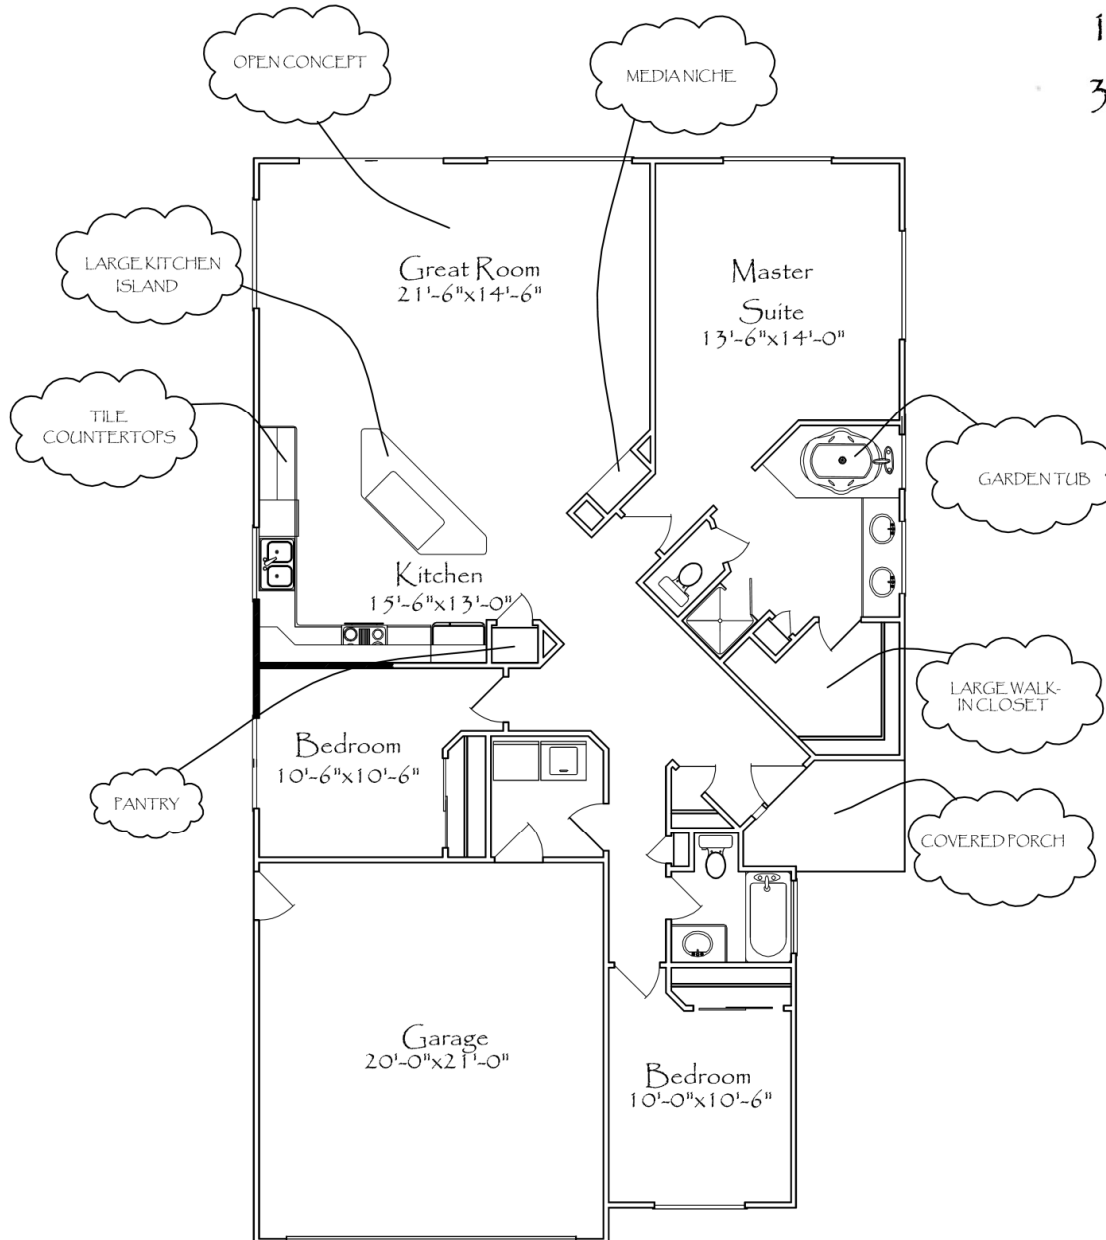 1
3
OPEN CONCEPT
MEDIA NICHE
LARGE KITCHEN
ISLAND
Great Room
21'-6"x14'-6"
Master
Suite
13'-6"x14'-0"
TILE
COUNTERTOPS
GARDEN TUB
Kitchen
15'-6"x13'-0"
LARGE WALK-
IN CLOSET
Bedroom
10'-6"x10'-6"
PANTRY
COVERED PORCH
Garage
20'-0"x21'-0"
Bedroom
10'-0"x10'-6"